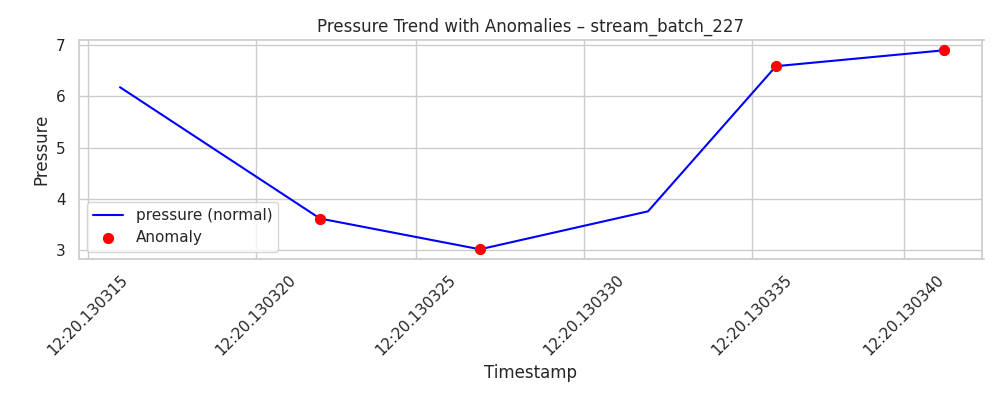 Pressure Trend with Anomalies – stream_batch_227
Pressure
7
6
5
4
3
pressure (normal)
Anomaly
12:20.130315
12:20.130320
12:20.130325
12:20.130330
12:20.130335
12:20.130340
Timestamp